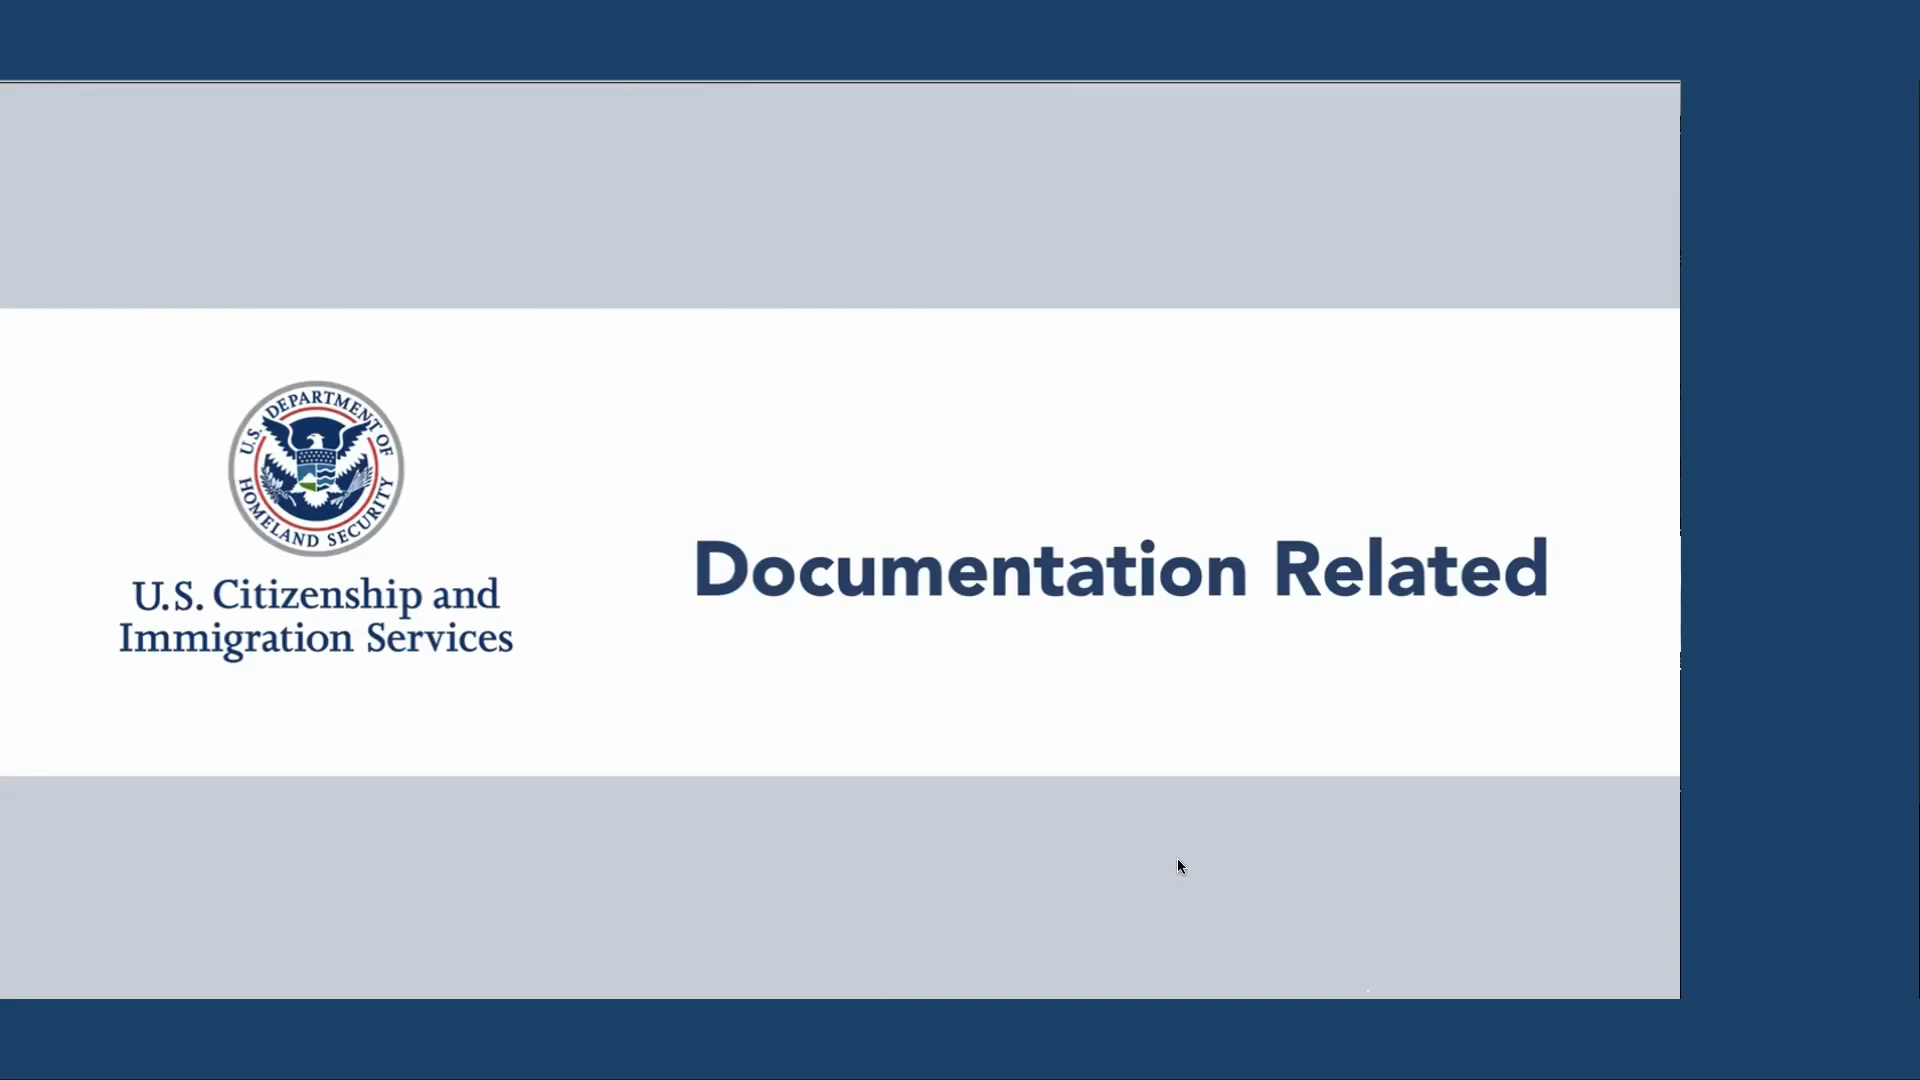 U.S. DEPARTMENT OF
HOMELAND SECURITY
U.S. Citizenship and
Immigration Services
Documentation Related